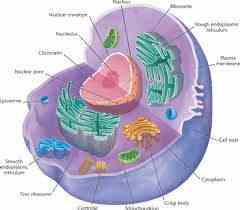 Nucleus
Nuclear envelope
Ribosome
Nucleolus
Rough endoplasmic
reticulum
Chromatin
Plasma
membrane
Nuclear pore
Lysosome
Cell coat
Smooth
endoplasmic
reticulum
Cytoplasm
Free ribosome
Golgi body
Centriole
Mitochondrion